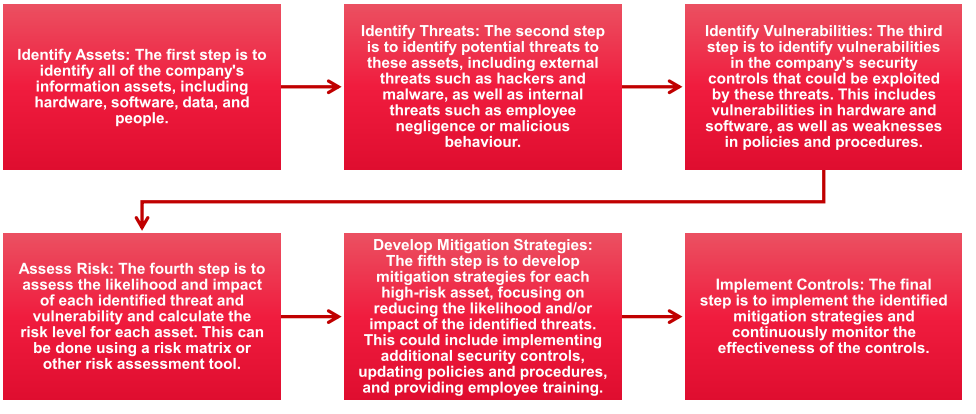 Identify Assets: The first step is to
identify all of the company's
information assets, including
hardware, software, data, and
people.
Identify Threats: The second step
is to identify potential threats to
these assets, including external
threats such as hackers and
malware, as well as internal
threats such as employee
negligence or malicious
behaviour.
Identify Vulnerabilities: The third
step is to identify vulnerabilities
in the company's security
controls that could be exploited
by these threats. This includes
vulnerabilities in hardware and
software, as well as weaknesses
in policies and procedures.
Assess Risk: The fourth step is to
assess the likelihood and impact
of each identified threat and
vulnerability and calculate the
risk level for each asset. This can
be done using a risk matrix or
other risk assessment tool.
Develop Mitigation Strategies:
The fifth step is to develop
mitigation strategies for each
high-risk asset, focusing on
reducing the likelihood and/or
impact of the identified threats.
This could include implementing
additional security controls,
updating policies and procedures,
and providing employee training.
Implement Controls: The final
step is to implement the identified
mitigation strategies and
continuously monitor the
effectiveness of the controls.